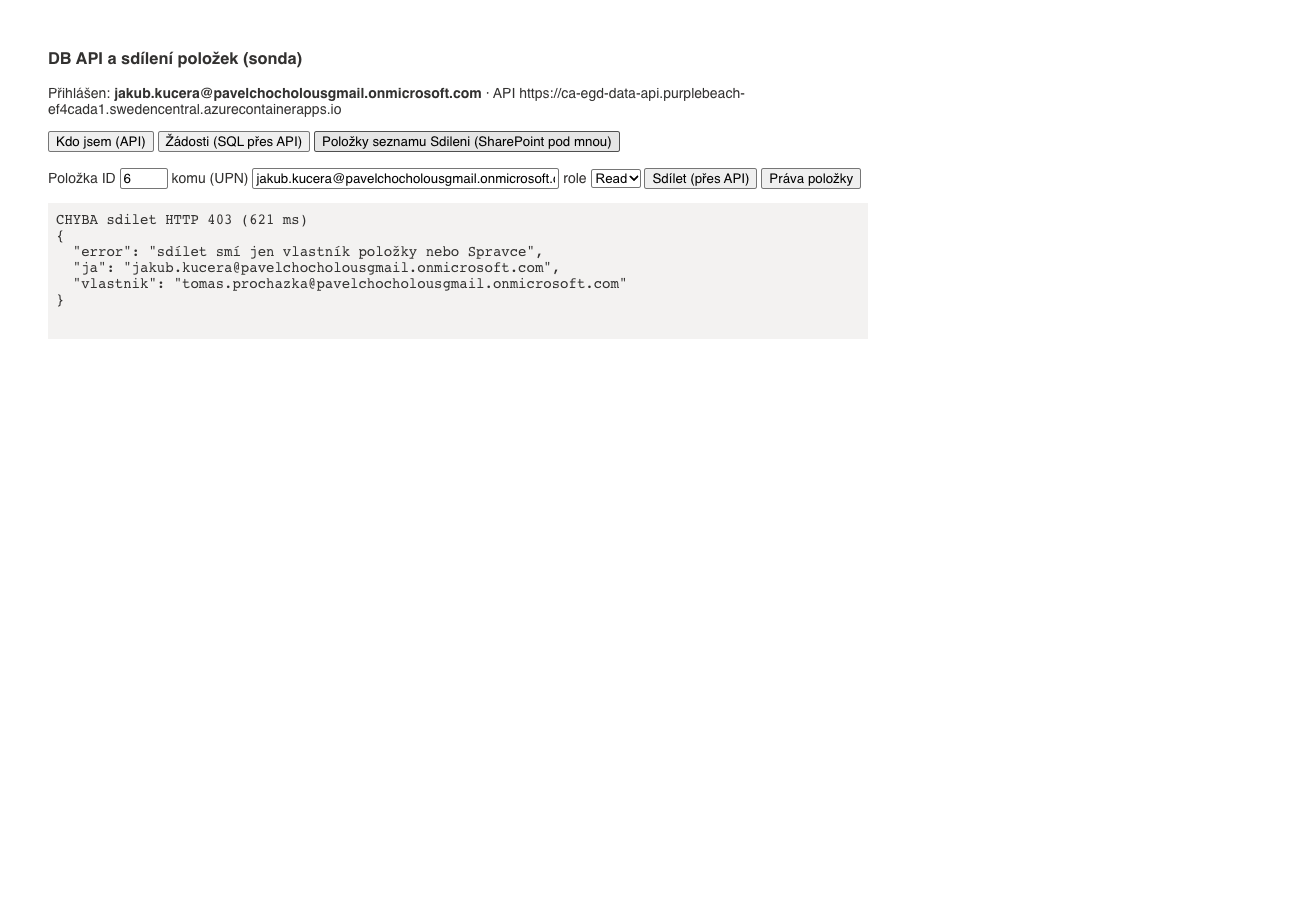 DB API a sdílení položek (sonda)
Přihlášen: jakub.kucera@pavelchocholousgmail.onmicrosoft.com · API https://ca-egd-data-api.purplebeach-
ef4cada1.swedencentral.azurecontainerapps.io
Kdo jsem (API) Žádosti (SQL přes API) Položky seznamu Sdileni (SharePoint pod mnou)
Položka ID 6 komu (UPN) jakub.kucera@pavelchocholousgmail.onmicrosoft.c role Read Sdílet (přes API) Práva položky
CHYBA sdilet HTTP 403 (621 ms)
{
"error": "sdílet smí jen vlastník položky nebo Spravce",
"ja": "jakub.kucera@pavelchocholousgmail.onmicrosoft.com",
"vlastnik": "tomas.prochazka@pavelchocholousgmail.onmicrosoft.com"
}